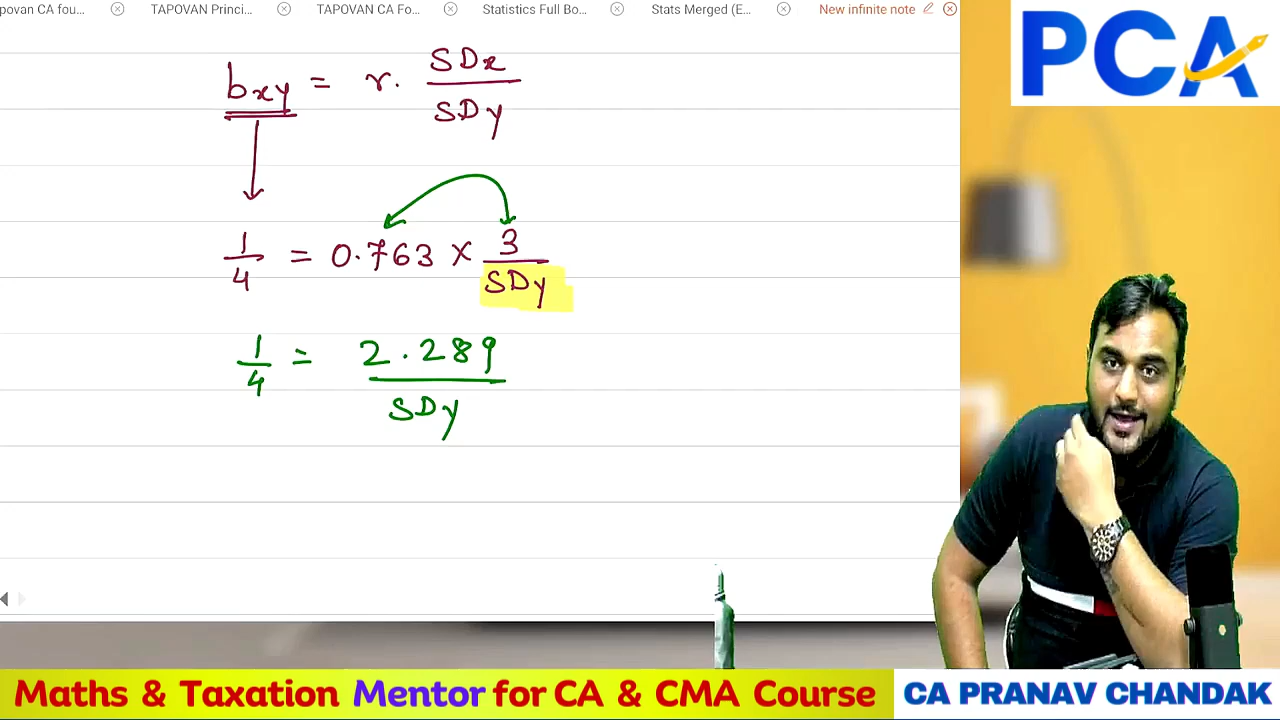 povan CA fou...
TAPOVAN Princi...
TAPOVAN CA Fo...
Statistics Full Bo...
Stats Merged (E...
New infinite note
PCA
bxy = r. SDx / SDy
1/4 = 0.763 × 3 / SDy
1/4 = 2.289 / SDy
Maths & Taxation Mentor for CA & CMA Course
CA PRANAV CHANDAK